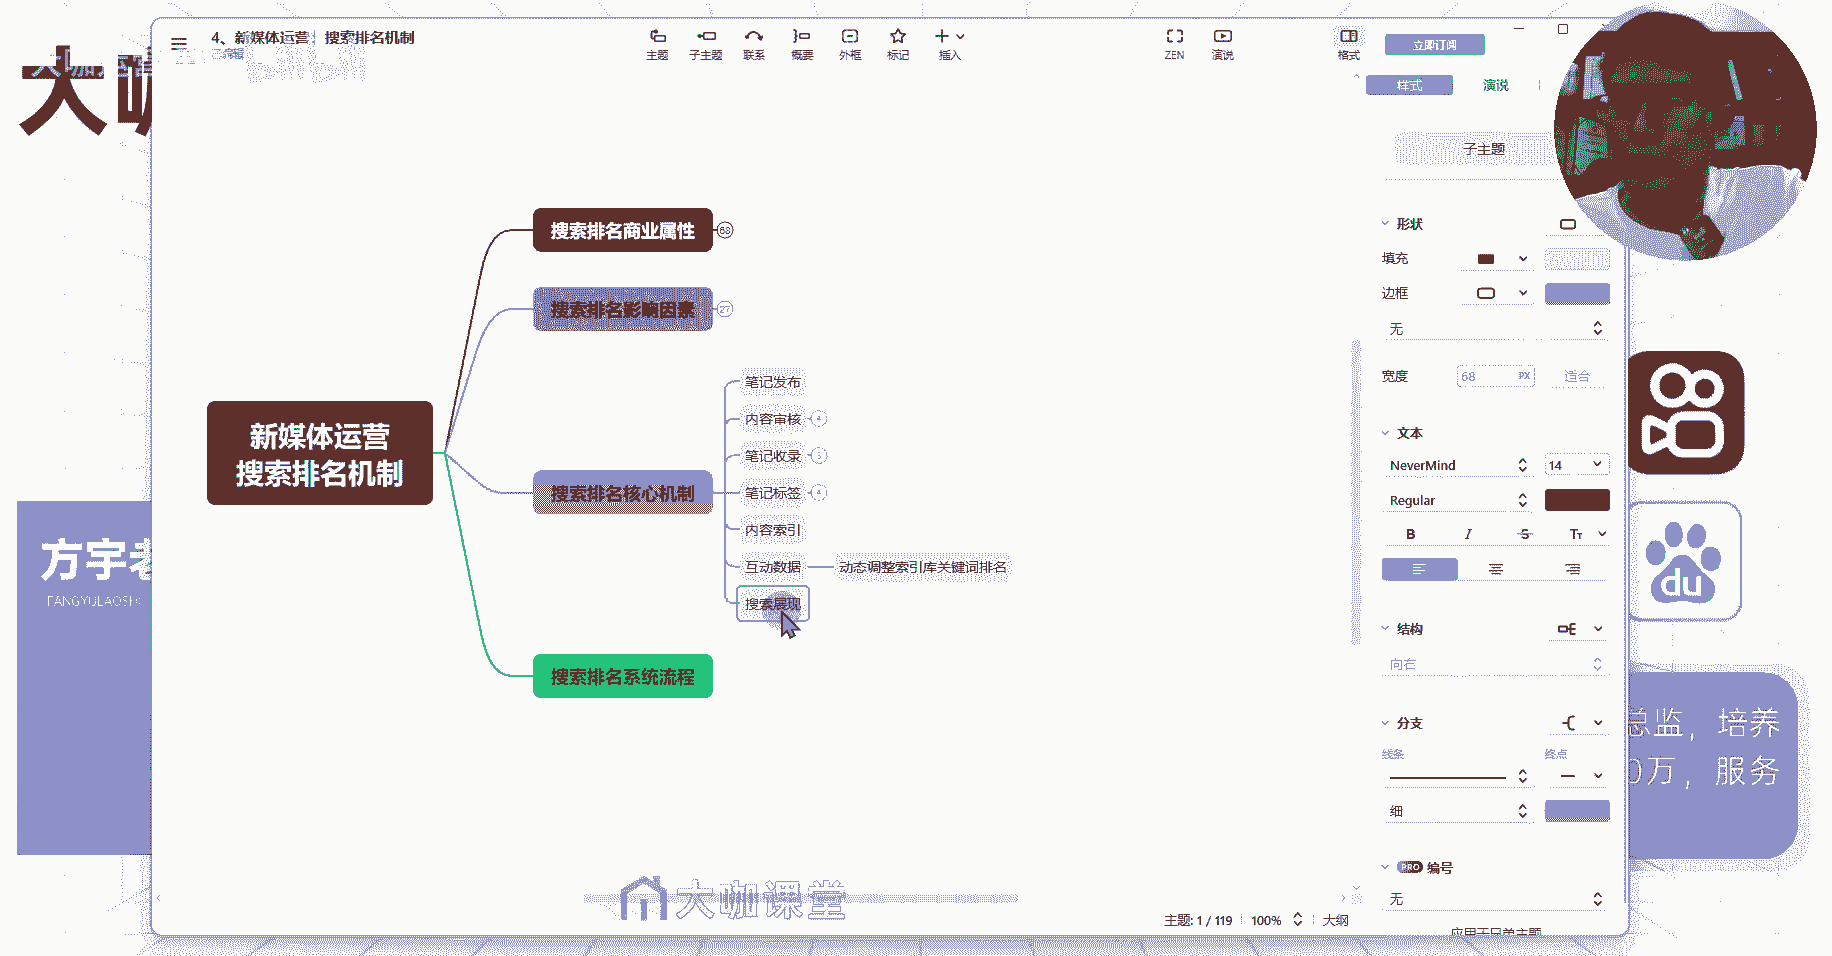 4、新媒体运营
搜索排名机制
主题
子主题
联系
概要
外框
标记
插入
ZEN
演说
格式
立即订阅
样式
演说
子主题
大咖
方宇老
FANGYULAOSHI
新媒体运营
搜索排名机制
搜索排名商业属性
68
搜索排名影响因素
27
搜索排名核心机制
笔记发布
内容审核
4
笔记收录
笔记标签
4
内容索引
互动数据
动态调整索引库关键词排名
搜索展现
搜索排名系统流程
形状
填充
边框
无
宽度
68
PX
适合
文本
NeverMind
14
Regular
B
I
S
TT
结构
向右
分支
线条
终点
细
PRO
编号
无
应用于兄弟主题
du
总监，培养
0万，服务
大咖课堂
主题: 1 / 119
100%
大纲